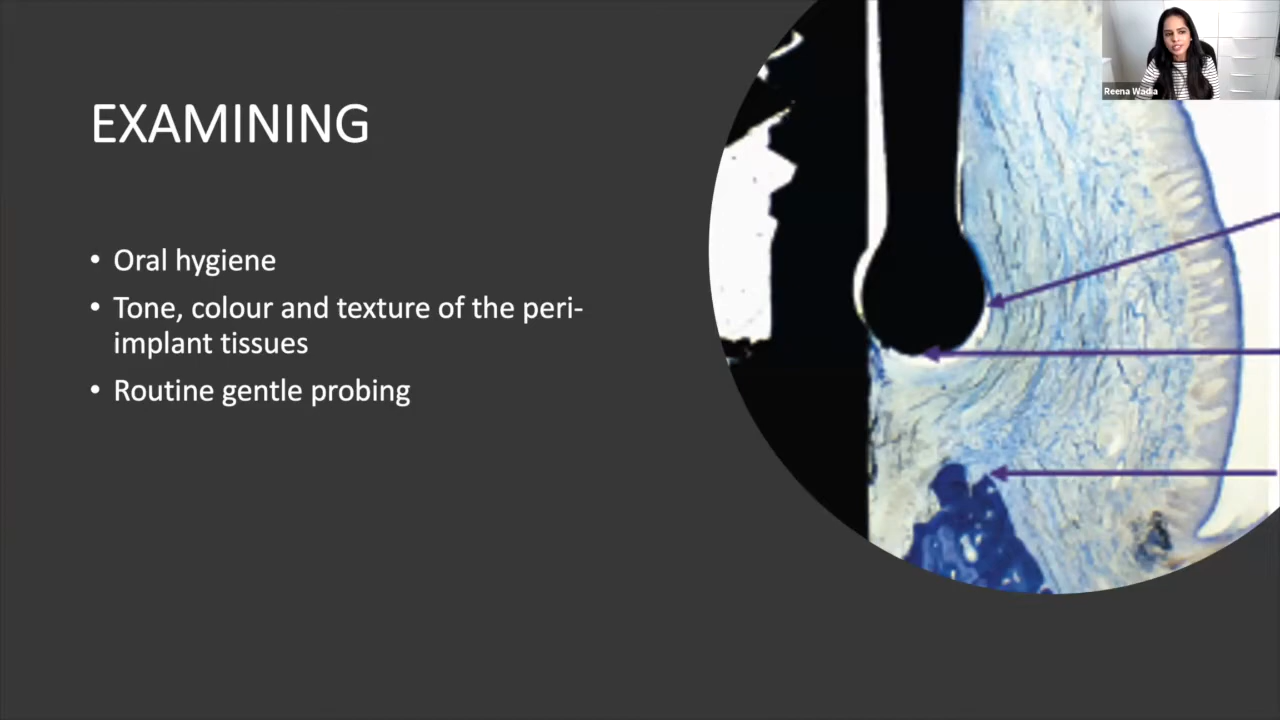 EXAMINING
• Oral hygiene
• Tone, colour and texture of the peri-
implant tissues
• Routine gentle probing
Reena Wadia